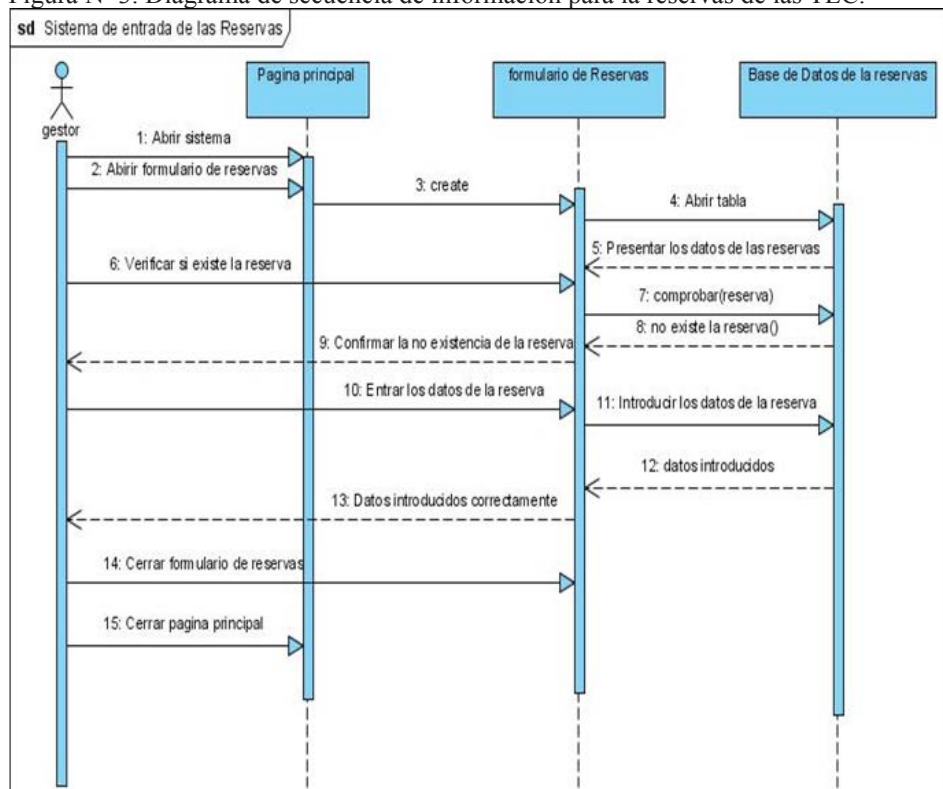 Figura Nº 3. Diagrama de secuencia de información para la reservas de las TEC.
sd Sistema de entrada de las Reservas
Pagina principal
formulario de Reservas
Base de Datos de la reservas
gestor
1: Abrir sistema
2: Abirir formulario de reservas
3: create
4: Abrir tabla
5: Presentar los datos de las reservas
6: Verificar si existe la reserva
7: comprobar(reserva)
8: no existe la reserva()
9: Confirmar la no existencia de la reserva
10: Entrar los datos de la reserva
11: Introducir los datos de la reserva
12: datos introducidos
13: Datos introducidos correctamente
14: Cerrar formulario de reservas
15: Cerrar pagina principal